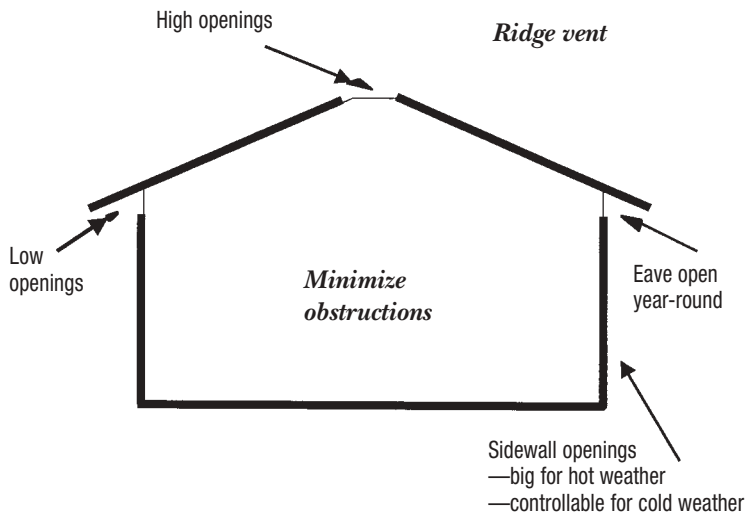 High openings
Ridge vent
Low
openings
Minimize
obstructions
Eave open
year-round
Sidewall openings
—big for hot weather
—controllable for cold weather